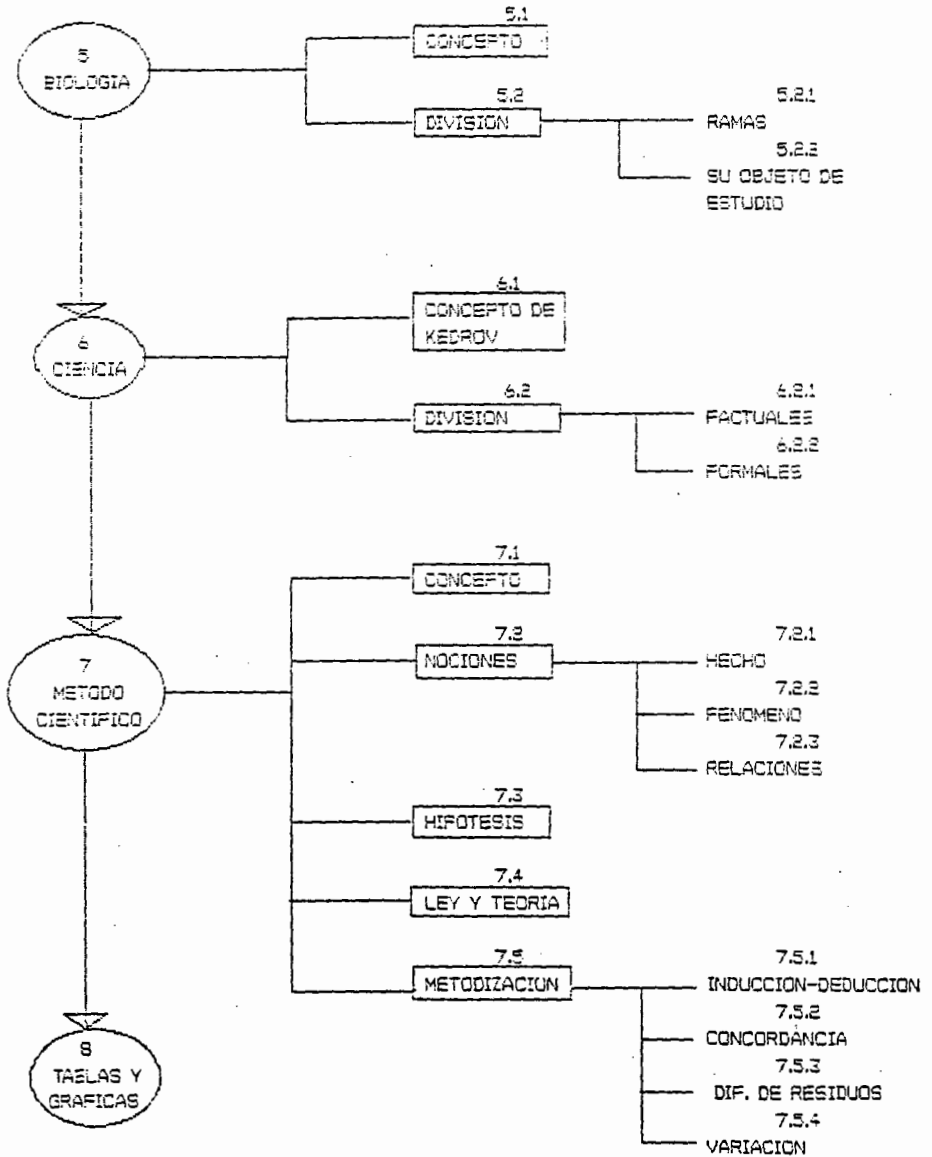 5.1
CONCEPTO
5
BIOLOGIA
5.2
DIVISION
5.2.1
RAMAS
5.2.2
SU OBJETO DE
ESTUDIO
6.1
CONCEPTO DE
KEDROV
6
CIENCIA
6.2
DIVISION
6.2.1
FACTUALES
6.2.2
FORMALES
7.1
CONCEPTO
7
METODO
CIENTIFICO
7.2
NOCIONES
7.2.1
HECHO
7.2.2
FENOMENO
7.2.3
RELACIONES
7.3
HIPOTESIS
7.4
LEY Y TEORIA
7.5
METODIZACION
7.5.1
INDUCCION-DEDUCCION
7.5.2
CONCORDANCIA
7.5.3
DIF. DE RESIDUOS
7.5.4
VARIACION
8
TABLAS Y
GRAFICAS